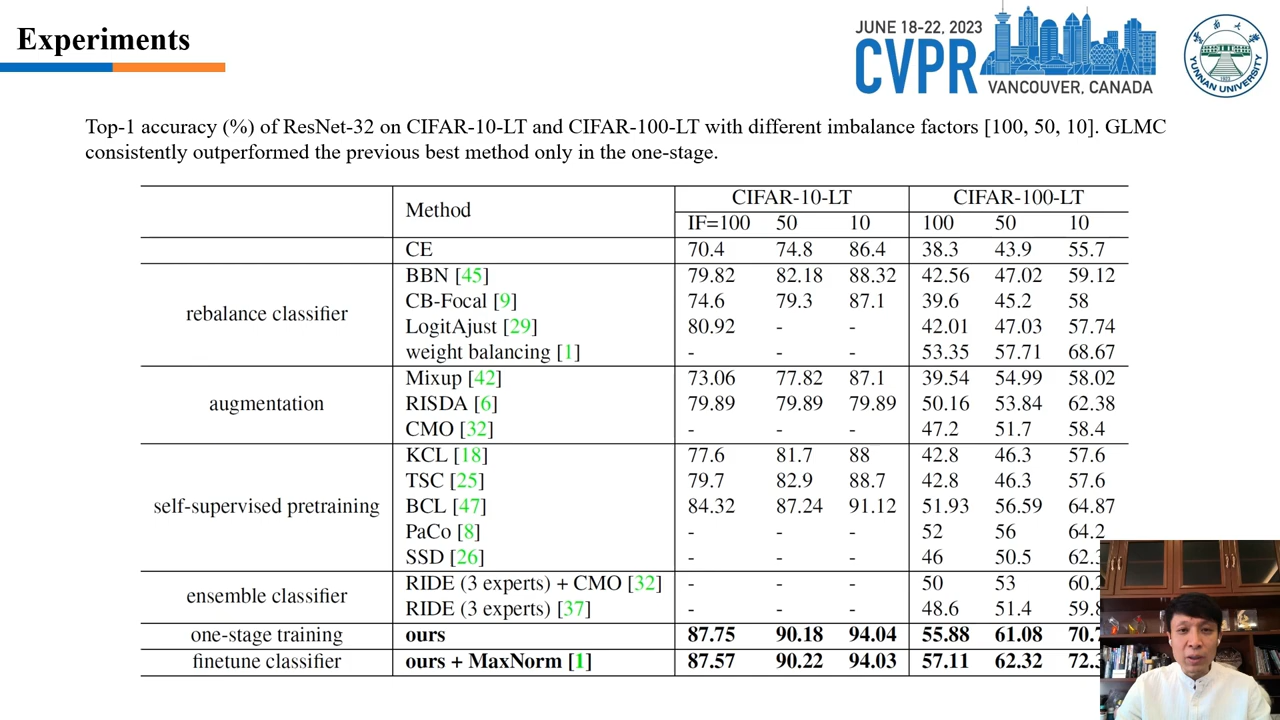 Experiments
JUNE 18-22, 2023
CVPR
VANCOUVER, CANADA
YUNNAN UNIVERSITY
Top-1 accuracy (%) of ResNet-32 on CIFAR-10-LT and CIFAR-100-LT with different imbalance factors [100, 50, 10]. GLMC
consistently outperformed the previous best method only in the one-stage.
Method CIFAR-10-LT CIFAR-100-LT
IF=100 50 10 100 50 10
CE 70.4 74.8 86.4 38.3 43.9 55.7
rebalance classifier
BBN [45] 79.82 82.18 88.32 42.56 47.02 59.12
CB-Focal [9] 74.6 79.3 87.1 39.6 45.2 58
LogitAjust [29] 80.92 - - 42.01 47.03 57.74
weight balancing [1] - - - 53.35 57.71 68.67
augmentation
Mixup [42] 73.06 77.82 87.1 39.54 54.99 58.02
RISDA [6] 79.89 79.89 79.89 50.16 53.84 62.38
CMO [32] - - - 47.2 51.7 58.4
self-supervised pretraining
KCL [18] 77.6 81.7 88 42.8 46.3 57.6
TSC [25] 79.7 82.9 88.7 42.8 46.3 57.6
BCL [47] 84.32 87.24 91.12 51.93 56.59 64.87
PaCo [8] - - - 52 56 64.2
SSD [26] - - - 46 50.5
ensemble classifier
RIDE (3 experts) + CMO [32] - - - 50 53
RIDE (3 experts) [37] - - - 48.6 51.4
one-stage training ours 87.75 90.18 94.04 55.88 61.08
finetune classifier ours + MaxNorm [1] 87.57 90.22 94.03 57.11 62.32